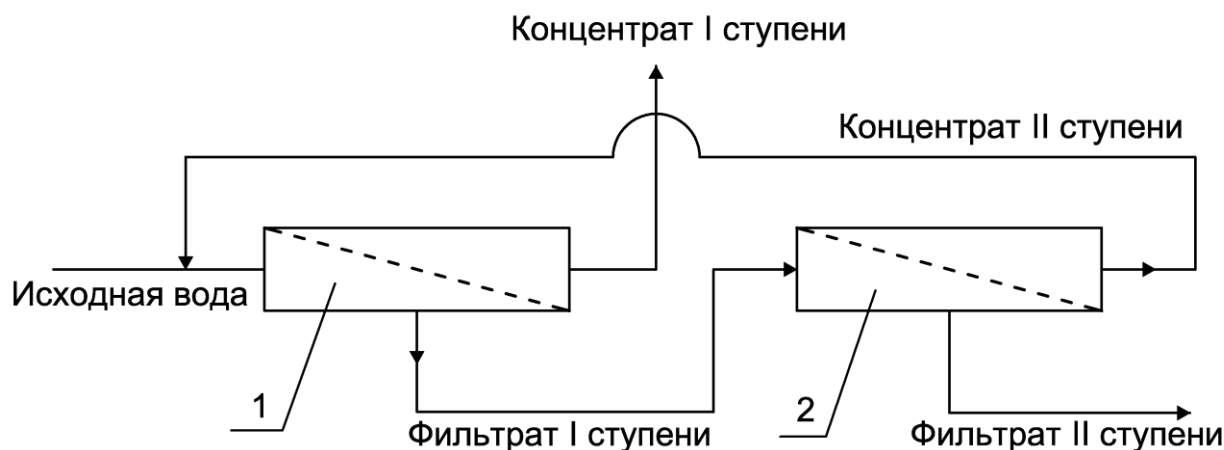 Концентрат I ступени
Концентрат II ступени
Исходная вода
1
2
Фильтрат I ступени
Фильтрат II ступени